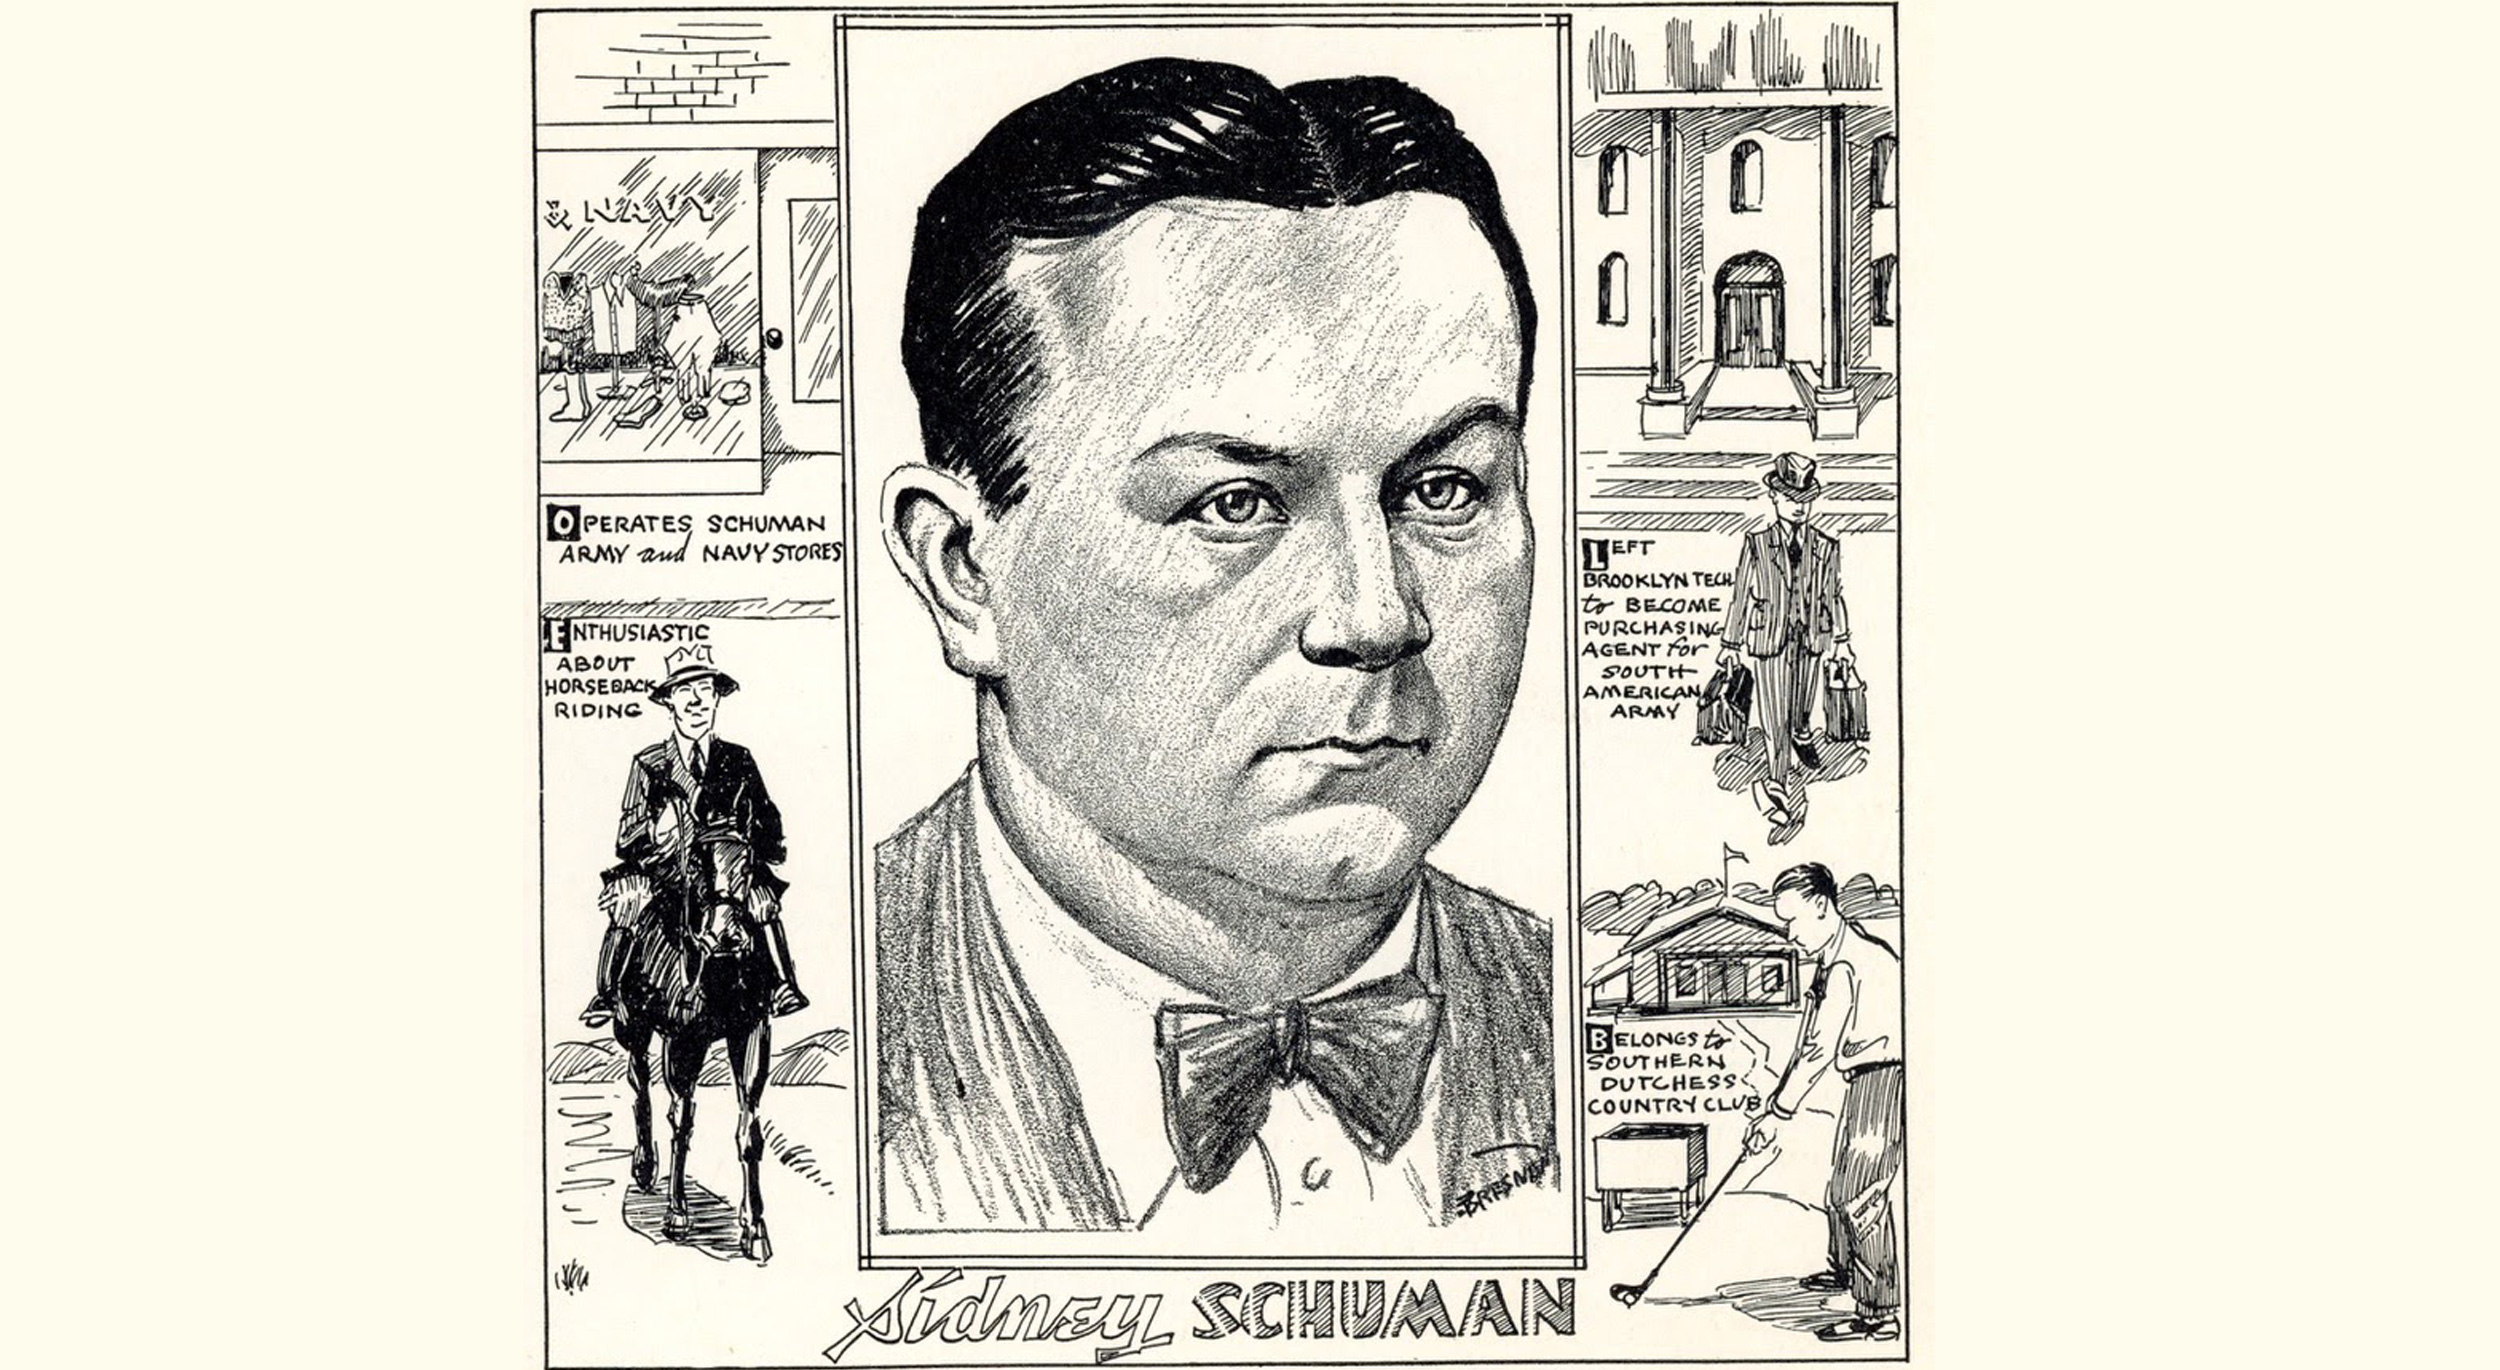 & NAVY
OPERATES SCHUMAN
ARMY and NAVY STORES
ENTHUSIASTIC
ABOUT
HORSEBACK
RIDING
LEFT
BROOKLYN TECH
to BECOME
PURCHASING
AGENT for
SOUTH
AMERICAN
ARMY
BELONGS to
SOUTHERN
DUTCHESS
COUNTRY CLUB
Sidney SCHUMAN